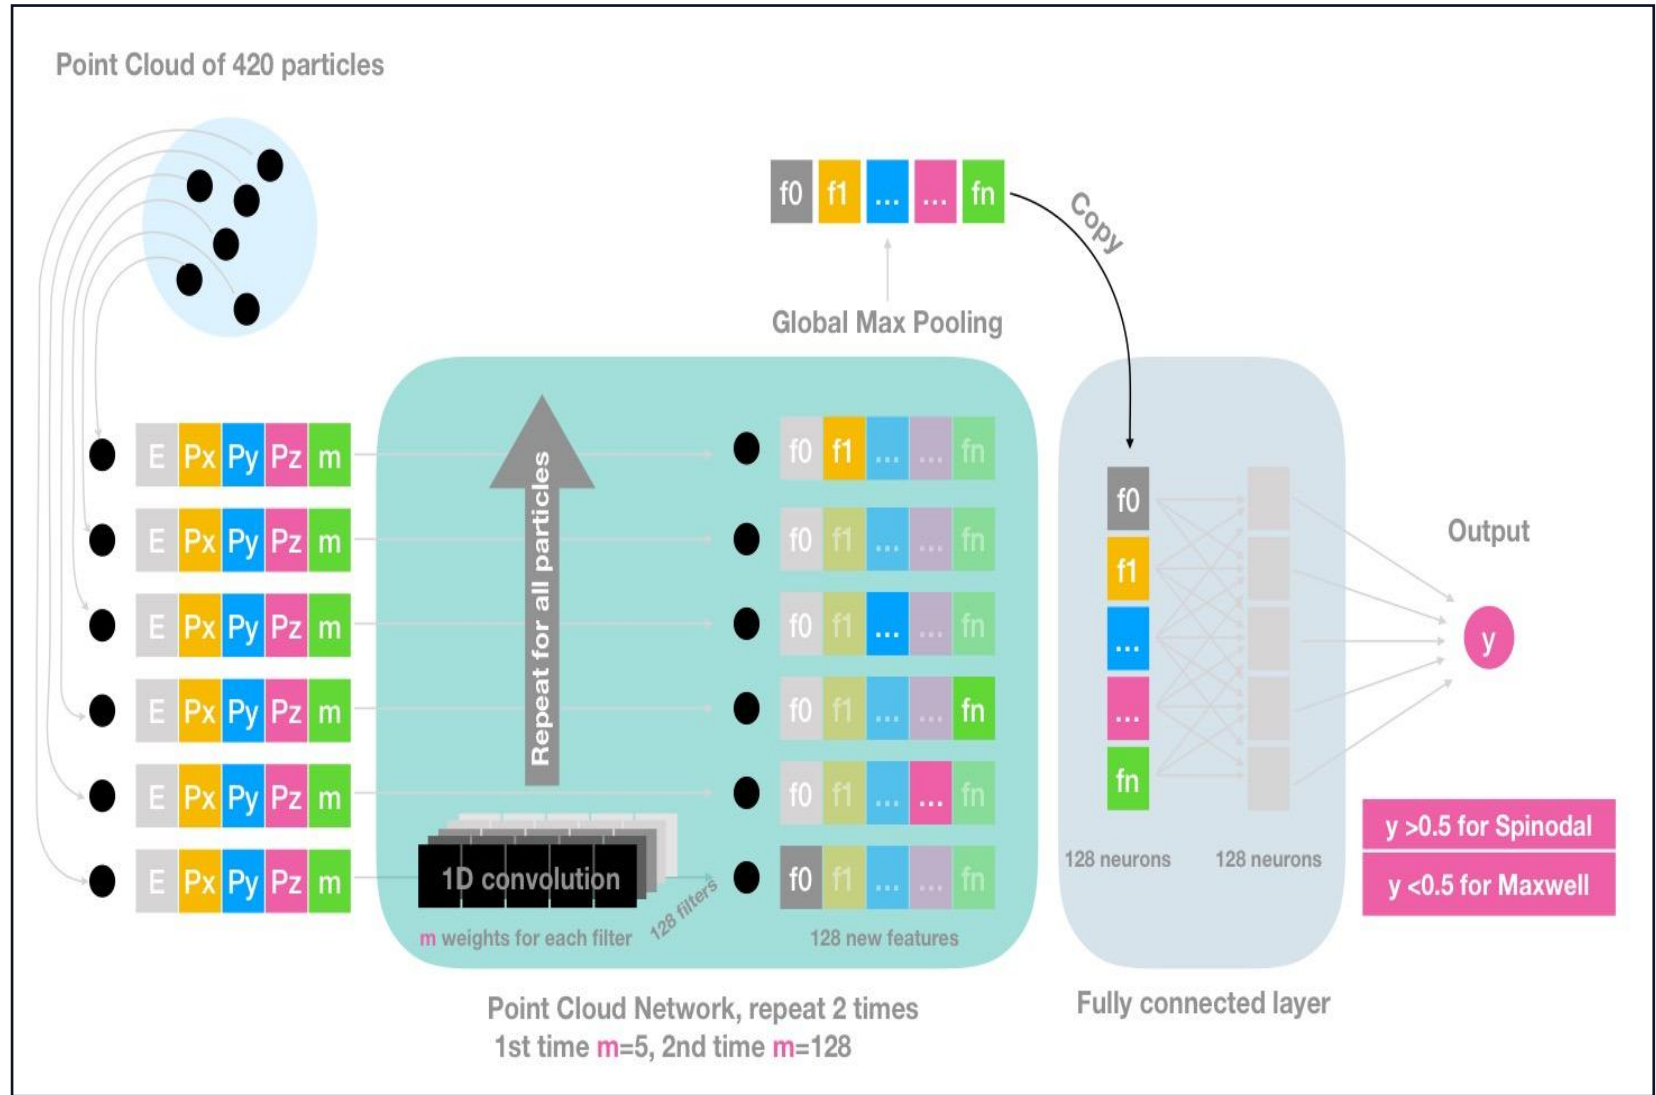 Point Cloud of 420 particles
f0 f1 ... ... fn
Copy
Global Max Pooling
E Px Py Pz m
f0 f1 ... ... fn
E Px Py Pz m
f0 f1 ... ... fn
E Px Py Pz m
f0 f1 ... ... fn
E Px Py Pz m
f0 f1 ... ... fn
E Px Py Pz m
f0 f1 ... ... fn
E Px Py Pz m
f0 f1 ... ... fn
Repeat for all particles
1D convolution
128 filters
m weights for each filter
128 new features
Point Cloud Network, repeat 2 times
1st time m=5, 2nd time m=128
f0
f1
...
...
fn
128 neurons
128 neurons
Fully connected layer
Output
y
y >0.5 for Spinodal
y <0.5 for Maxwell